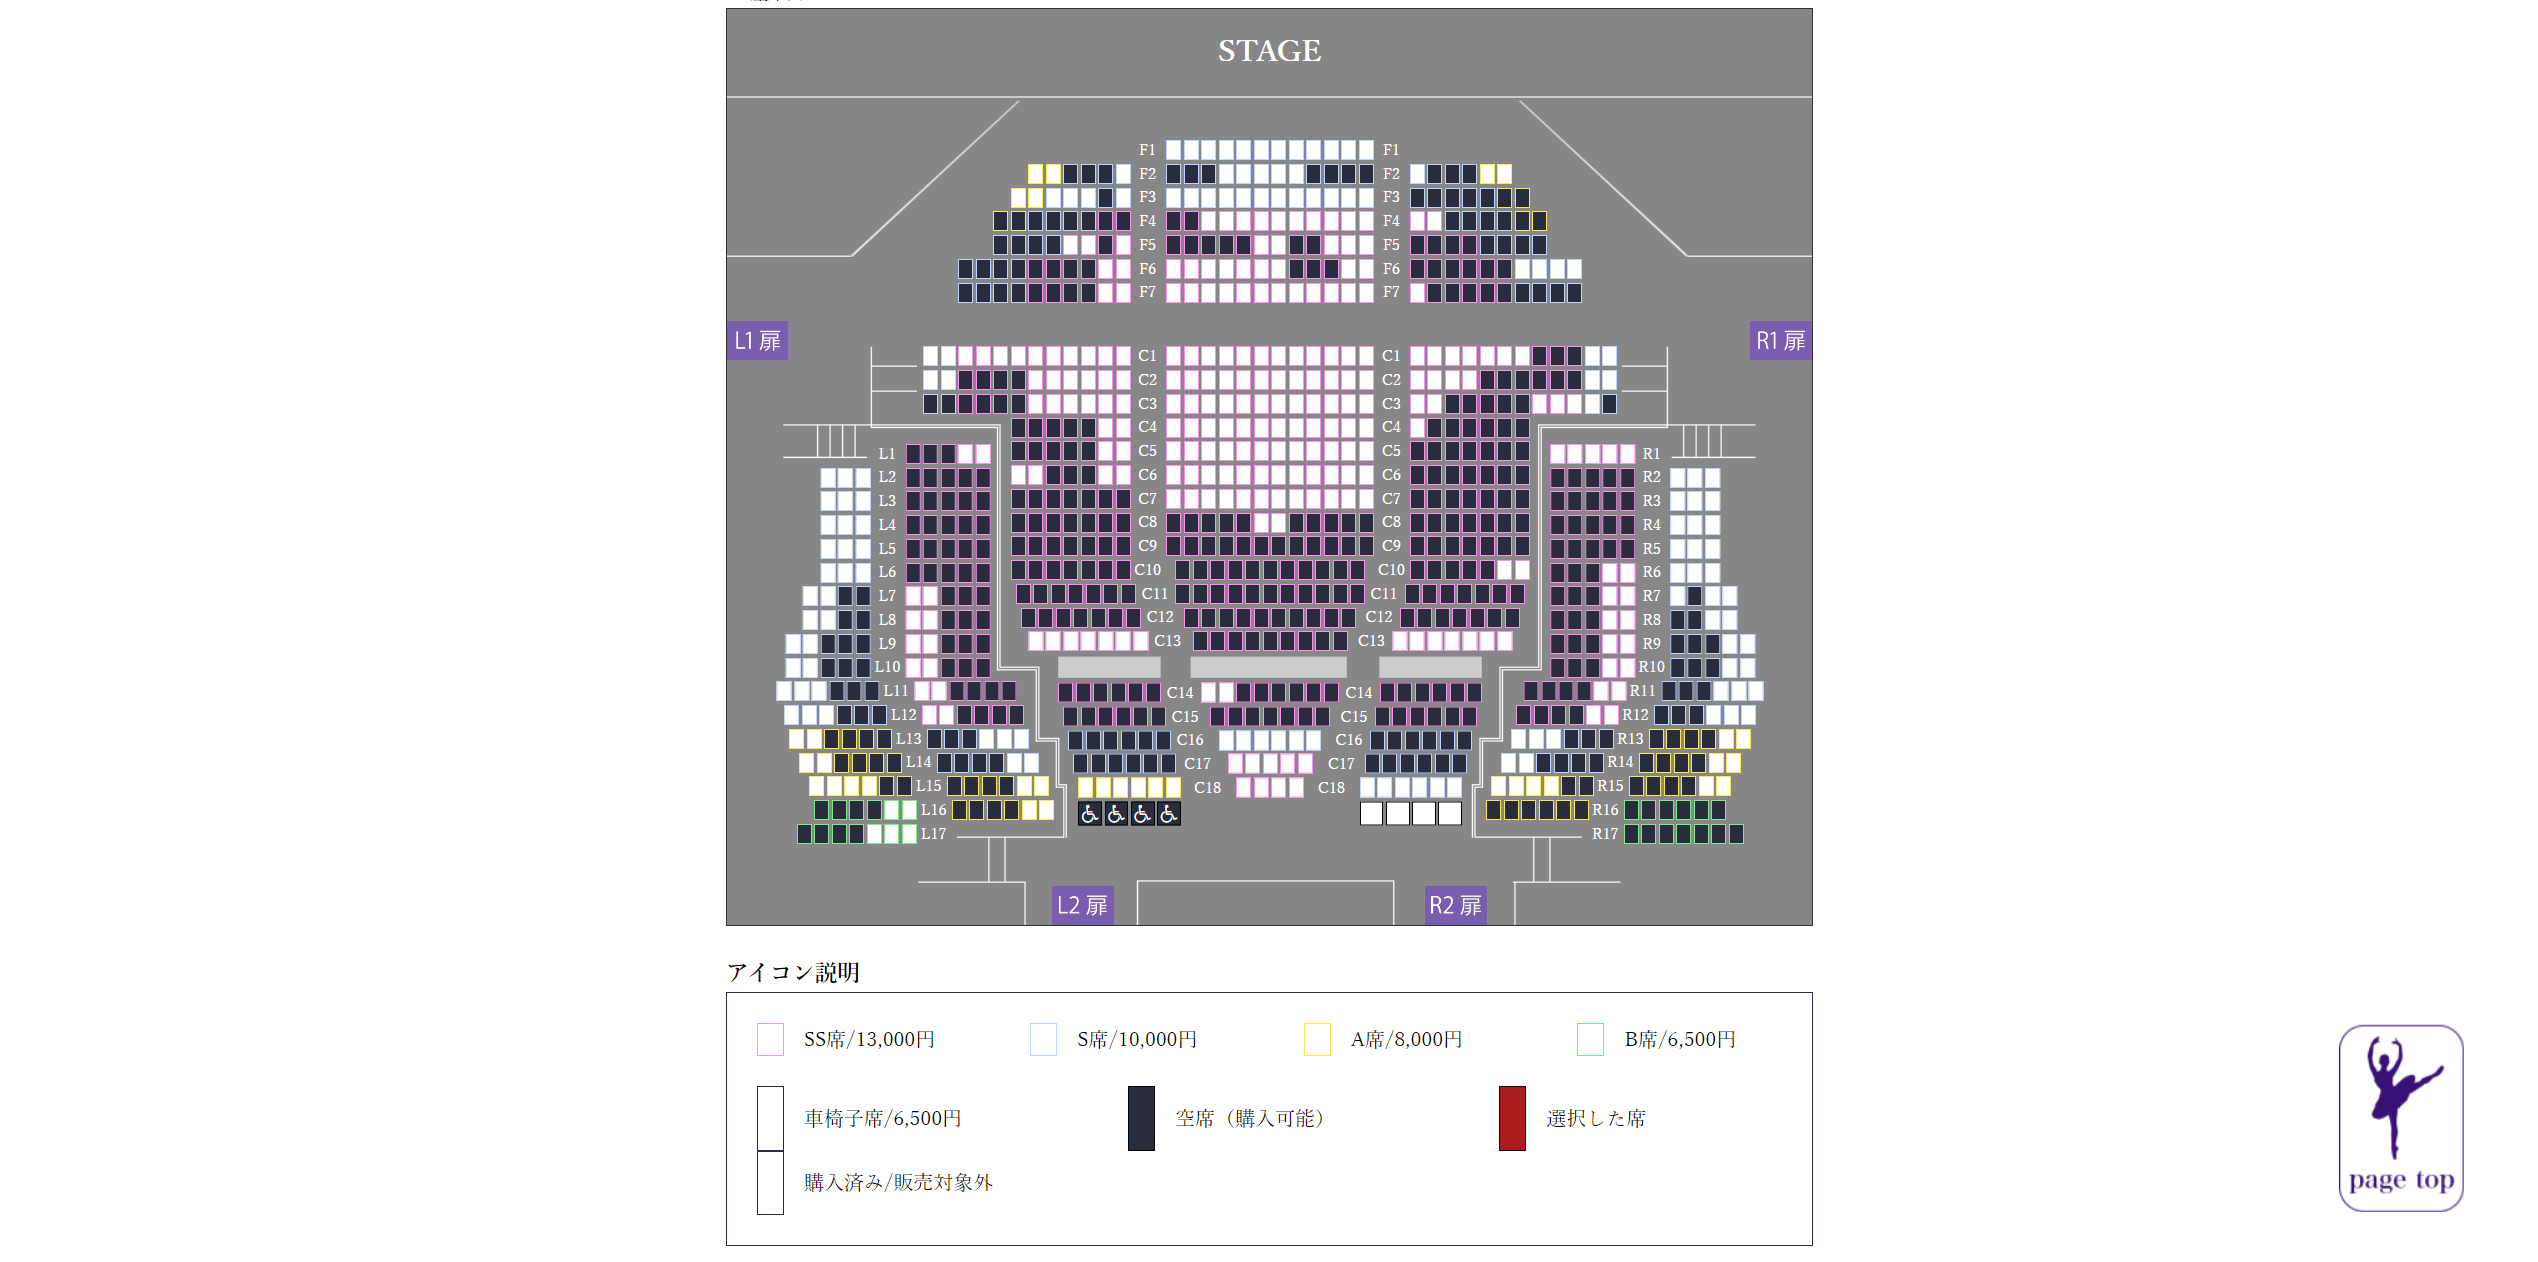 STAGE
F1 F1
F2 F2
F3 F3
F4 F4
F5 F5
F6 F6
F7 F7
L1 扉 R1 扉
C1 C1
C2 C2
C3 C3
C4 C4
L1 C5 C5 R1
L2 C6 C6 R2
L3 C7 C7 R3
L4 C8 C8 R4
L5 C9 C9 R5
L6 C10 C10 R6
L7 C11 C11 R7
L8 C12 C12 R8
L9 C13 C13 R9
L10 R10
L11 C14 C14 R11
L12 C15 C15 R12
L13 C16 C16 R13
L14 C17 C17 R14
L15 C18 C18 R15
L16 R16
L17 R17
L2 扉 R2 扉
アイコン説明
SS席/13,000円 S席/10,000円 A席/8,000円 B席/6,500円
車椅子席/6,500円 空席（購入可能） 選択した席
購入済み/販売対象外
page top